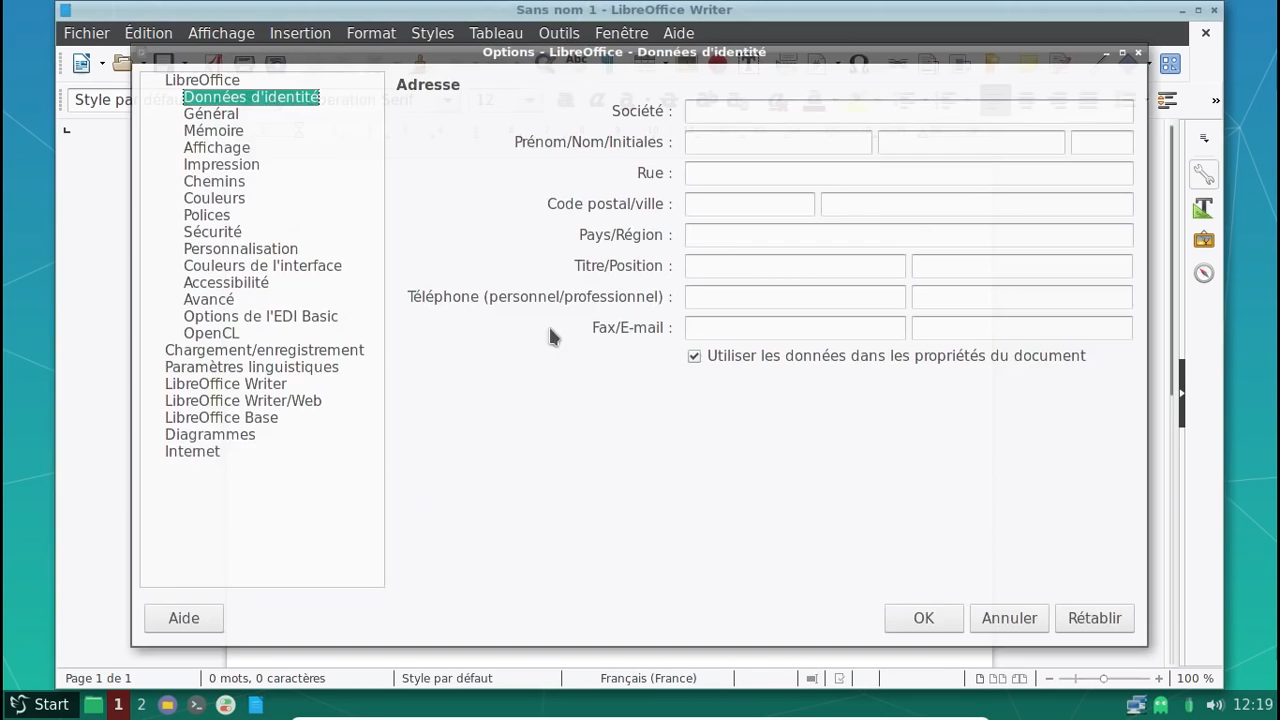 Sans nom 1 - LibreOffice Writer
Fichier Édition Affichage Insertion Format Styles Tableau Outils Fenêtre Aide
Options - LibreOffice - Données d'identité
Style par défaut
12
LibreOffice
Données d'identité
Général
Mémoire
Affichage
Impression
Chemins
Couleurs
Polices
Sécurité
Personnalisation
Couleurs de l'interface
Accessibilité
Avancé
Options de l'EDI Basic
OpenCL
Chargement/enregistrement
Paramètres linguistiques
LibreOffice Writer
LibreOffice Writer/Web
LibreOffice Base
Diagrammes
Internet
Adresse
Société :
Prénom/Nom/Initiales :
Rue :
Code postal/ville :
Pays/Région :
Titre/Position :
Téléphone (personnel/professionnel) :
Fax/E-mail :
Utiliser les données dans les propriétés du document
Aide OK Annuler Rétablir
Page 1 de 1 0 mots, 0 caractères Style par défaut Français (France) 100 %
Start 1 2 12:19